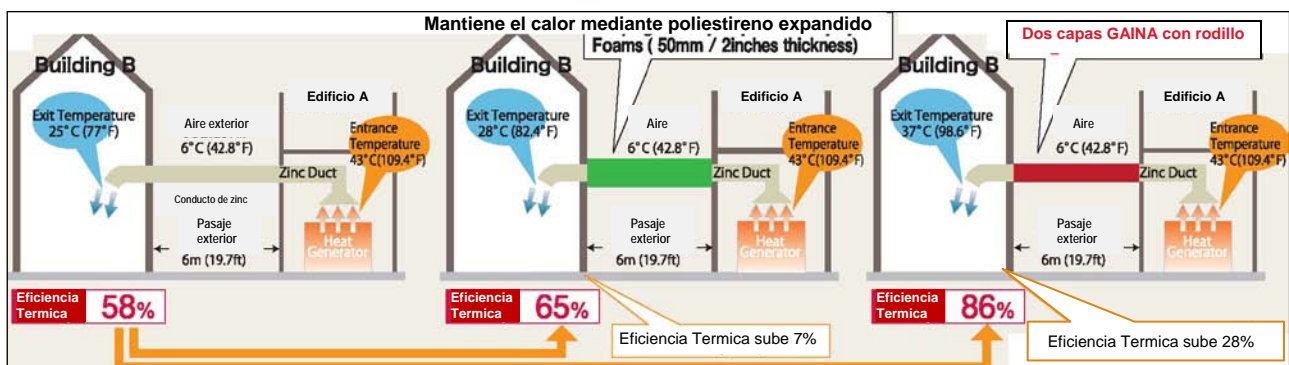 Mantiene el calor mediante poliestireno expandido
Foams ( 50mm / 2inches thickness)
Dos capas GAINA con rodillo
Building B
Edificio A
Exit Temperature
25°C (77°F)
Aire exterior
6°C (42.8°F)
Entrance
Temperature
43°C(109.4°F)
Zinc Duct
Conducto de zinc
Pasaje
exterior
6m (19.7ft)
Heat
Generator
Eficiencia
Termica
58%
Building B
Edificio A
Exit Temperature
28°C (82.4°F)
Aire
6°C (42.8°F)
Entrance
Temperature
43°C(109.4°F)
Zinc Duct
Pasaje
exterior
6m (19.7ft)
Heat
Generator
Eficiencia
Termica
65%
Eficiencia Termica sube 7%
Building B
Edificio A
Exit Temperature
37°C (98.6°F)
Aire
6°C (42.8°F)
Entrance
Temperature
43°C(109.4°F)
Zinc Duct
Pasaje
exterior
6m (19.7ft)
Heat
Generator
Eficiencia
Termica
86%
Eficiencia Termica sube 28%